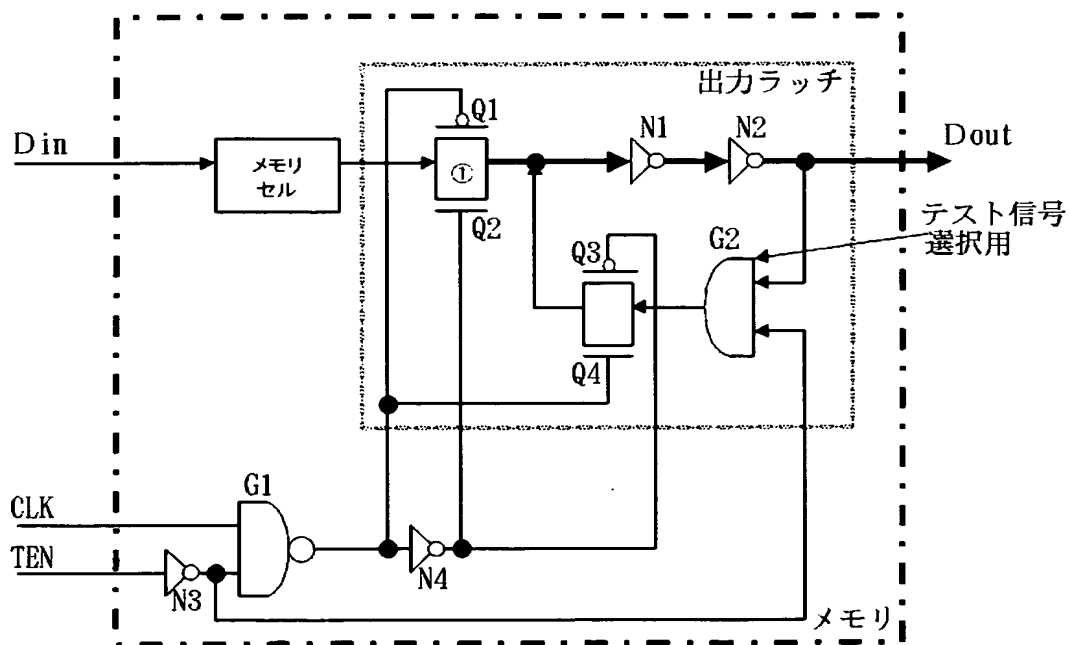 出力ラッチ
Q1
N1
N2
Din
Dout
メモリ
セル
①
テスト信号
選択用
Q2
Q3
G2
Q4
G1
CLK
TEN
N3
N4
メモリ